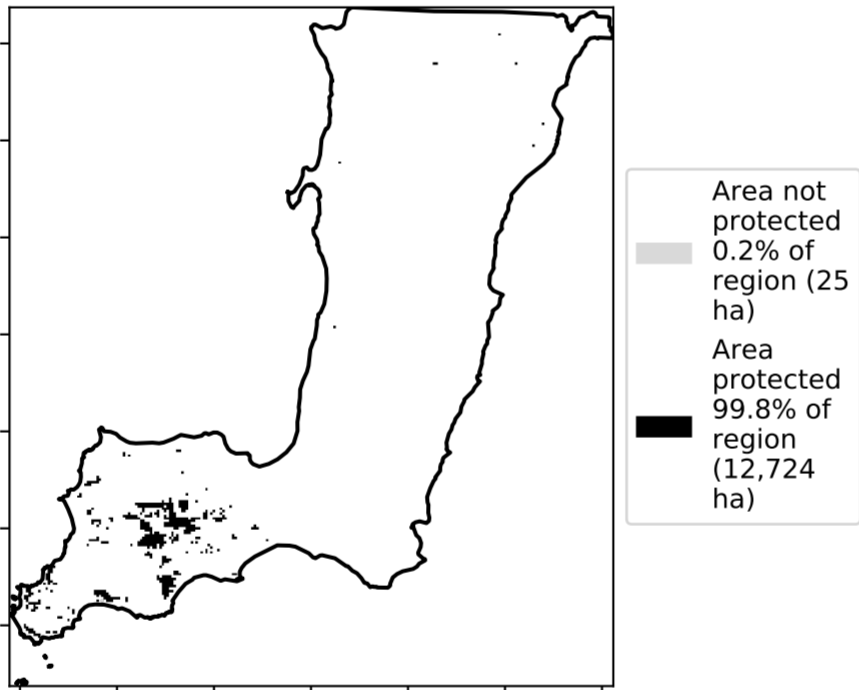 Area not
protected
0.2% of
region (25
ha)
Area
protected
99.8% of
region
(12,724
ha)